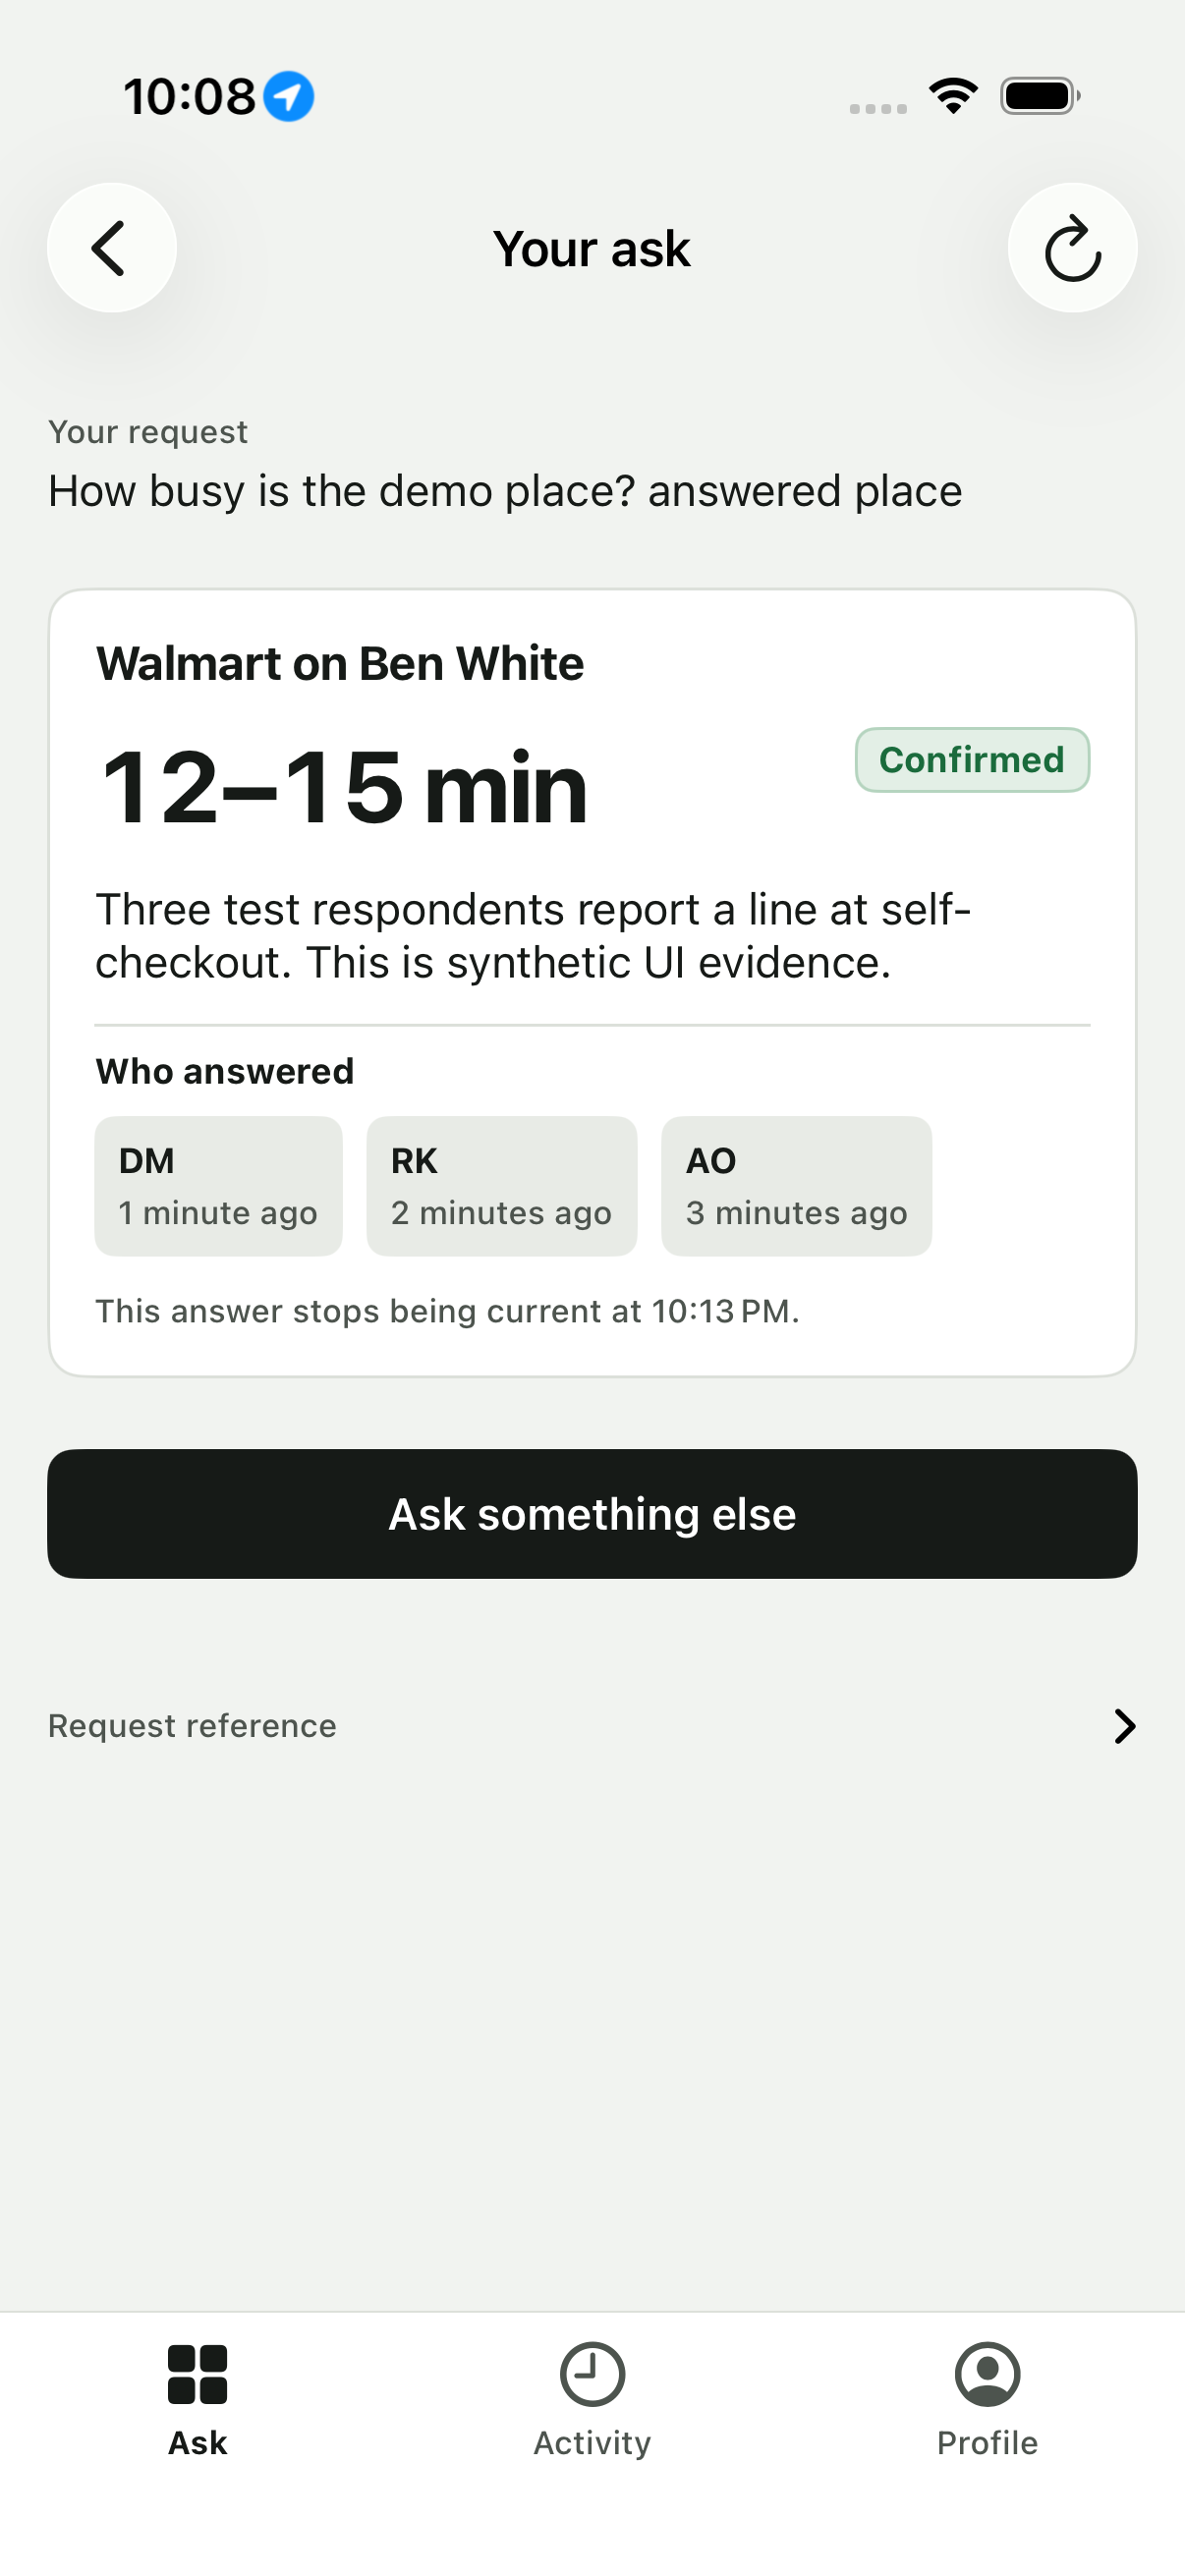 10:08
Your ask
Your request
How busy is the demo place? answered place
Walmart on Ben White
12–15 min
Confirmed
Three test respondents report a line at self-
checkout. This is synthetic UI evidence.
Who answered
DM
1 minute ago
RK
2 minutes ago
AO
3 minutes ago
This answer stops being current at 10:13 PM.
Ask something else
Request reference
Ask
Activity
Profile